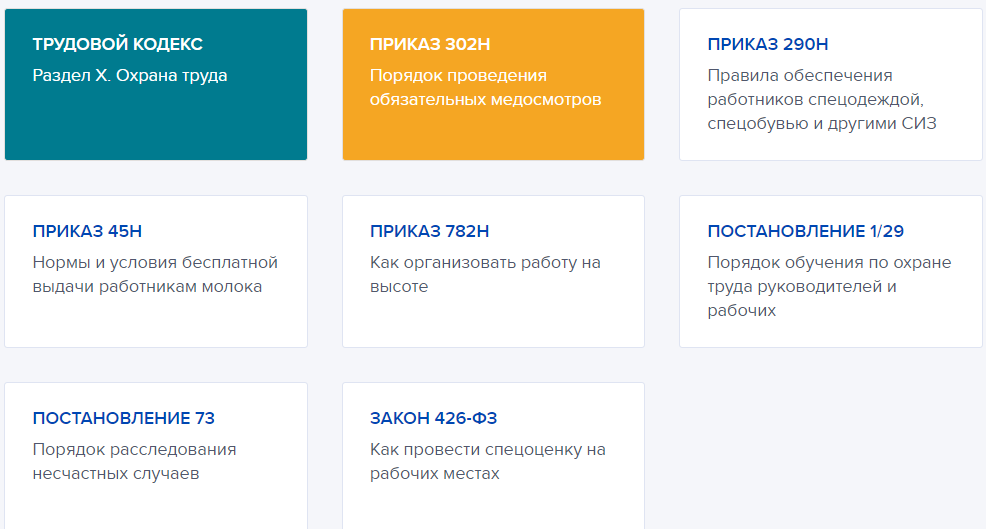 ТРУДОВОЙ КОДЕКС
Раздел X. Охрана труда
ПРИКАЗ 302Н
Порядок проведения
обязательных медосмотров
ПРИКАЗ 290Н
Правила обеспечения
работников спецодеждой,
спецобувью и другими СИЗ
ПРИКАЗ 45Н
Нормы и условия бесплатной
выдачи работникам молока
ПРИКАЗ 782Н
Как организовать работу на
высоте
ПОСТАНОВЛЕНИЕ 1/29
Порядок обучения по охране
труда руководителей и
рабочих
ПОСТАНОВЛЕНИЕ 73
Порядок расследования
несчастных случаев
ЗАКОН 426-ФЗ
Как провести спецоценку на
рабочих местах